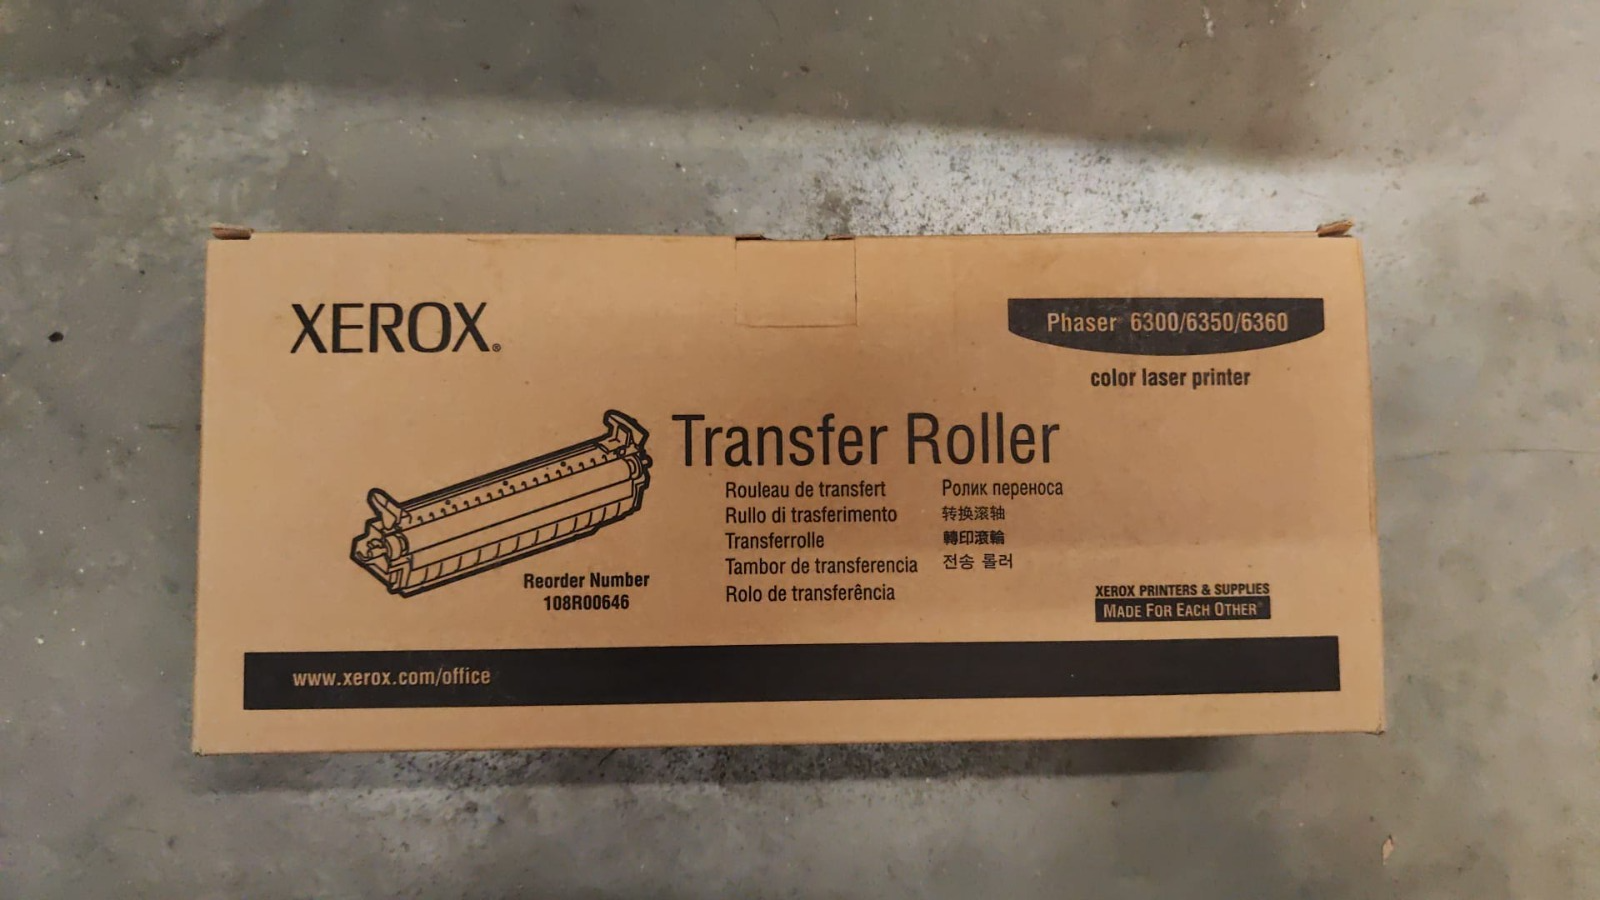 XEROX®
Phaser 6300/6350/6360
color laser printer
Transfer Roller
Rouleau de transfert
Rullo di trasferimento
Transferrolle
Tambor de transferencia
Rolo de transferência
Ролик переноса
转换滚轴
轉印滾輪
전송 롤러
Reorder Number
108R00646
XEROX PRINTERS & SUPPLIES
MADE FOR EACH OTHER®
www.xerox.com/office